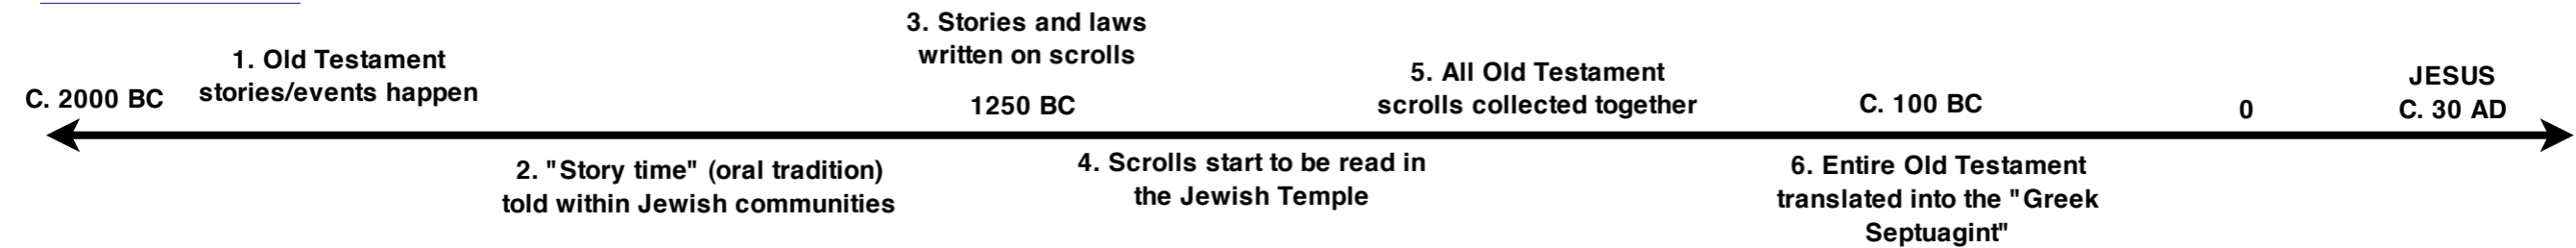 C. 2000 BC
1. Old Testament
stories/events happen
2. "Story time" (oral tradition)
told within Jewish communities
3. Stories and laws
written on scrolls
1250 BC
4. Scrolls start to be read in
the Jewish Temple
5. All Old Testament
scrolls collected together
C. 100 BC
6. Entire Old Testament
translated into the "Greek
Septuagint"
0
JESUS
C. 30 AD